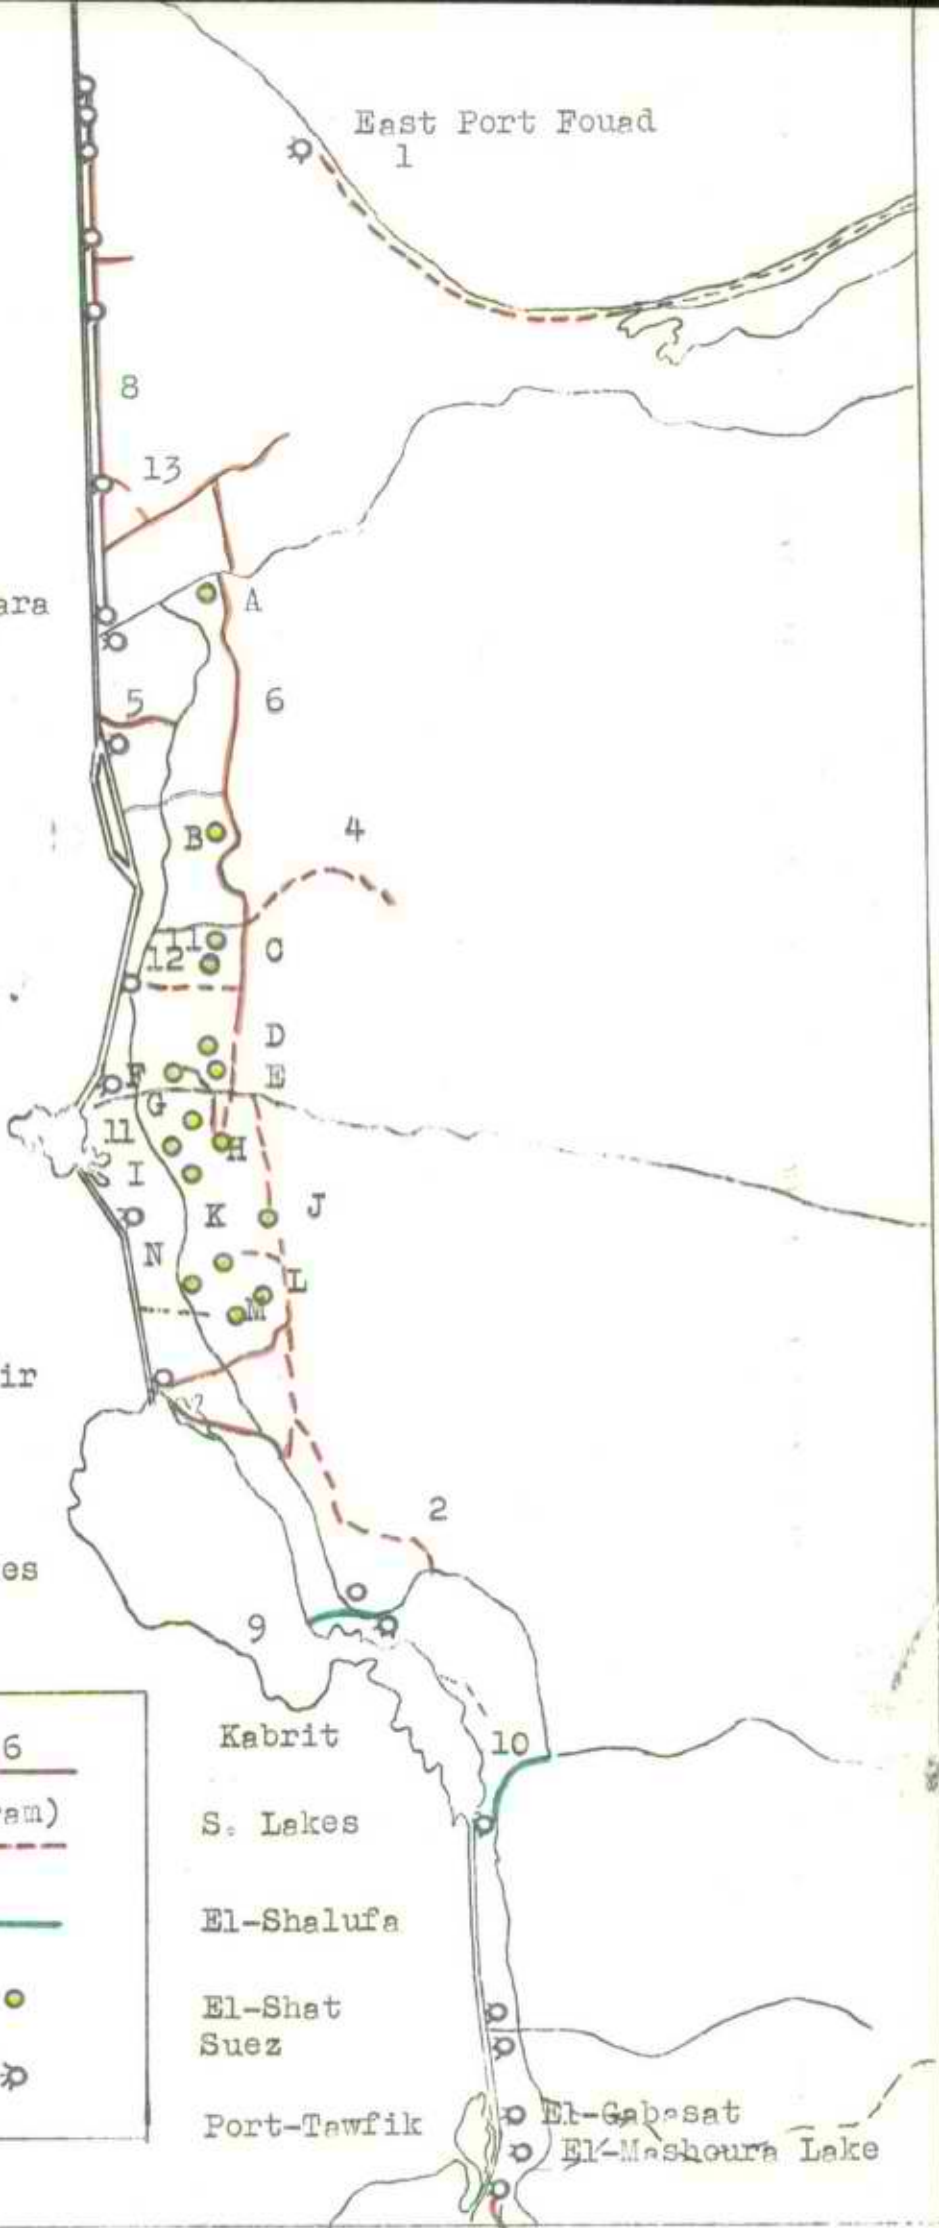 East Port Fouad
1
8
13
ara
A
5
6
B
4
11
C
12
D
F
E
G
11
H
I
K
J
N
L
M
ir
2
es
9
6
Kabrit
10
ram)
S. Lakes
El-Shalufa
El-Shat
Suez
Port-Tawfik
El-Gabasat
El-Mashoura Lake